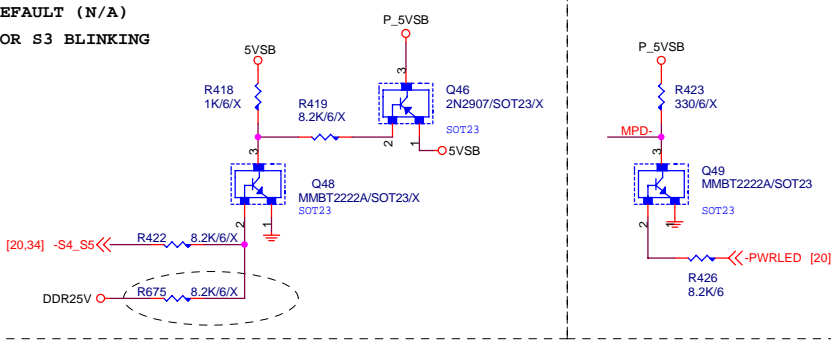 EFAULT (N/A)
OR S3 BLINKING
P_5VSB
5VSB
3
R418
1K/6/X
R419
8.2K/6/X
Q46
2N2907/SOT23/X
SOT23
2
1
5VSB
3
Q48
MMBT2222A/SOT23/X
SOT23
2
1
[20,34] -S4_S5
R422
8.2K/6/X
DDR25V
R675
8.2K/6/X
P_5VSB
R423
330/6/X
MPD-
3
Q49
MMBT2222A/SOT23
SOT23
2
1
-PWRLED [20]
R426
8.2K/6